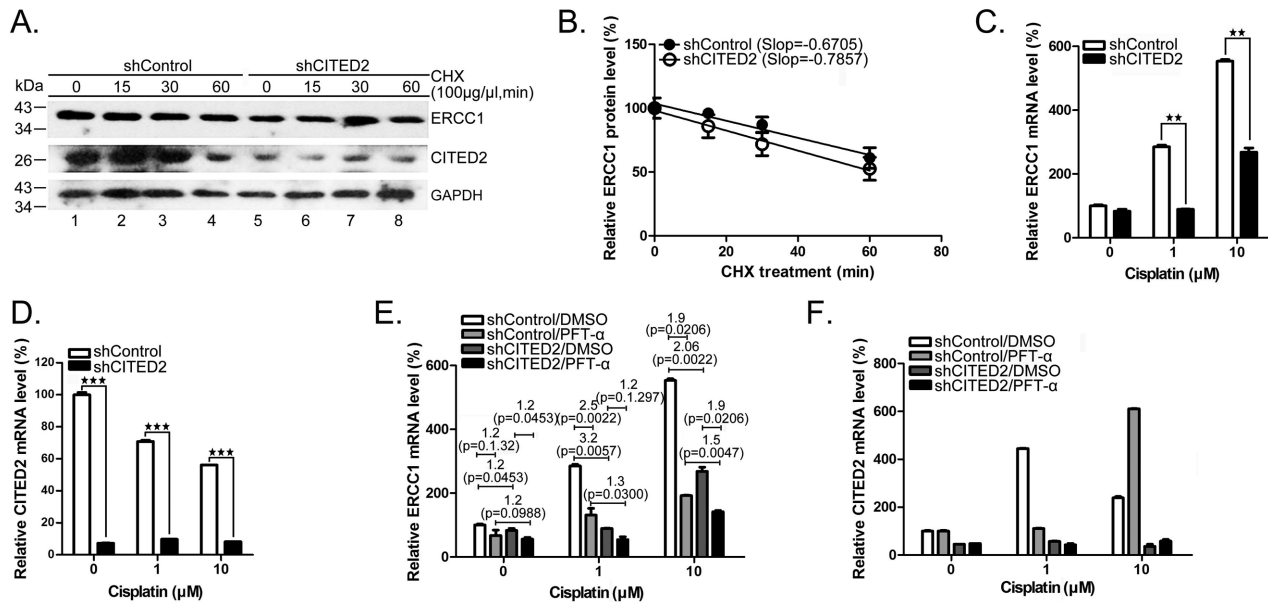 A.
shControl shCITED2
kDa 0 15 30 60 0 15 30 60 CHX
(100μg/μl,min)
43
34
ERCC1
26
CITED2
43
34
GAPDH
1 2 3 4 5 6 7 8
B.
Relative ERCC1 protein level (%)
150
100
50
0
shControl (Slop=-0.6705)
shCITED2 (Slop=-0.7857)
0 20 40 60 80
CHX treatment (min)
C.
Relative ERCC1 mRNA level (%)
600
400
200
0
shControl
shCITED2
★★
★★
0 1 10
Cisplatin (μM)
D.
Relative CITED2 mRNA level (%)
120
100
80
60
40
20
0
shControl
shCITED2
★★★
★★★
★★★
0 1 10
Cisplatin (μM)
E.
shControl/DMSO
shControl/PFT-α
shCITED2/DMSO
shCITED2/PFT-α
Relative ERCC1 mRNA level (%)
600
400
200
0
1.2
(p=0.0453)
1.2
(p=0.1.32)
1.2
(p=0.0453)
1.2
(p=0.0988)
1.2
(p=0.1.297)
2.5
(p=0.0022)
3.2
(p=0.0057)
1.3
(p=0.0300)
1.9
(p=0.0206)
2.06
(p=0.0022)
1.9
(p=0.0206)
1.5
(p=0.0047)
0 1 10
Cisplatin (μM)
F.
shControl/DMSO
shControl/PFT-α
shCITED2/DMSO
shCITED2/PFT-α
Relative CITED2 mRNA level (%)
800
600
400
200
0
0 1 10
Cisplatin (μM)